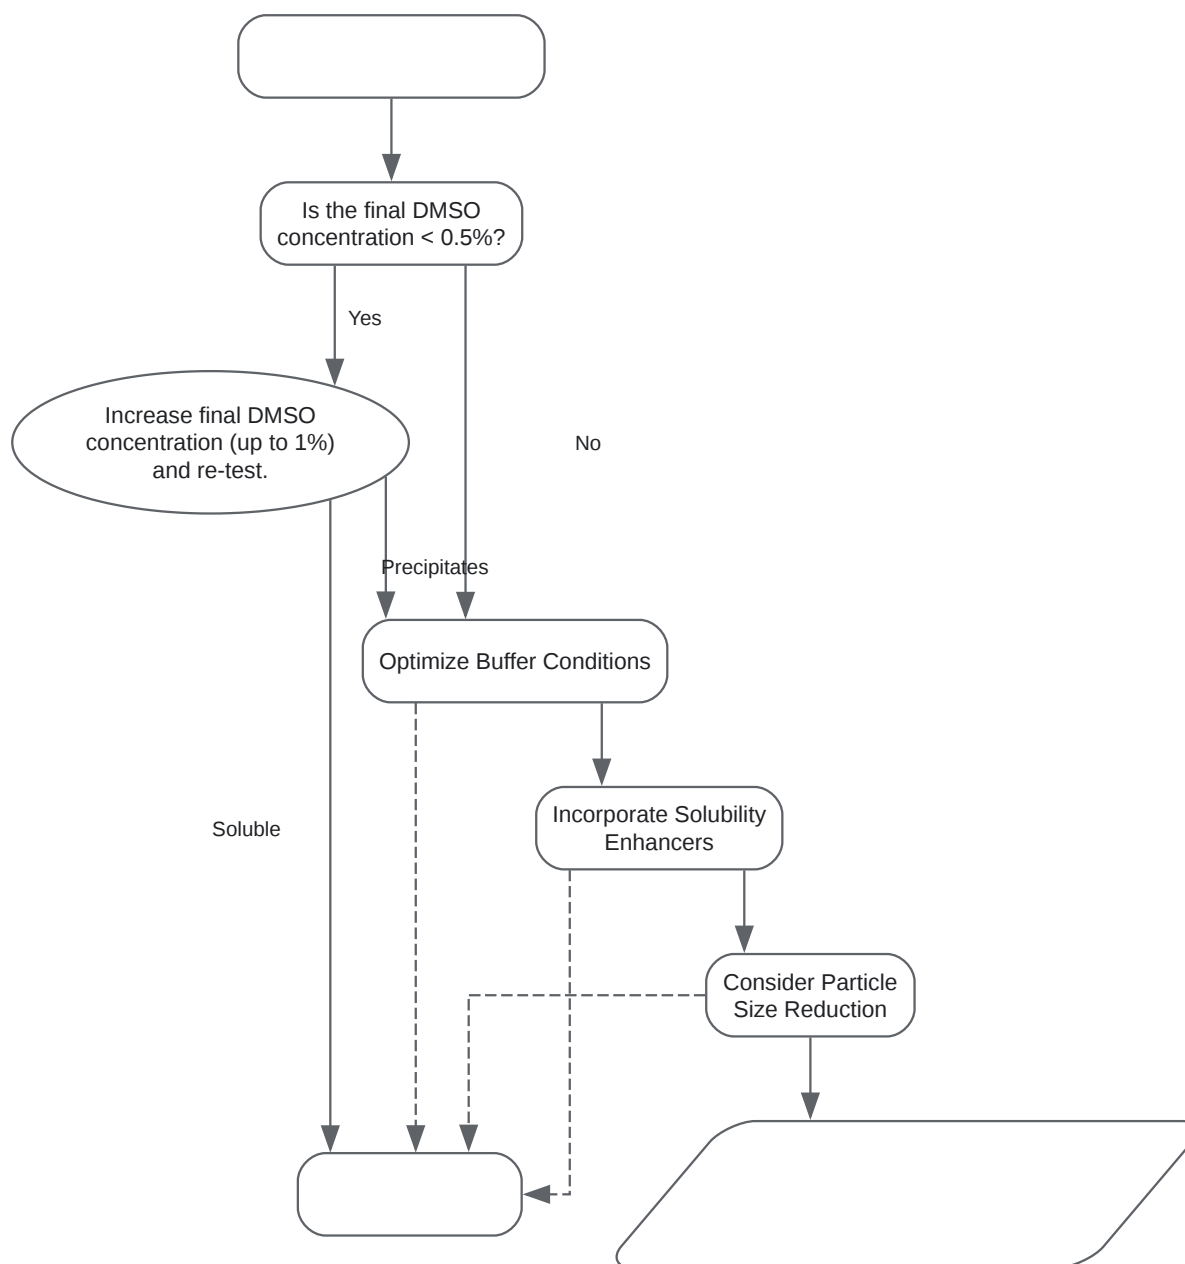 Is the final DMSO
concentration < 0.5%?
Yes
Increase final DMSO
concentration (up to 1%)
and re-test.
No
Precipitates
Optimize Buffer Conditions
Soluble
Incorporate Solubility
Enhancers
Consider Particle
Size Reduction